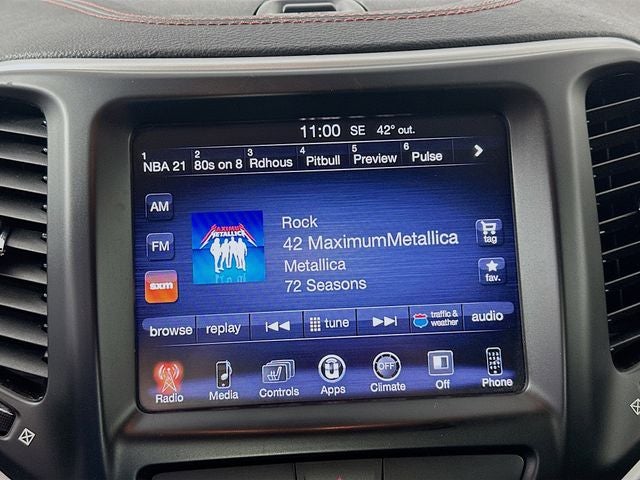 11:00 SE 42° out.
1 NBA 21 2 80s on 8 3 Rdhous 4 Pitbull 5 Preview 6 Pulse
AM
FM
sxm
MAXIMUM
METALLICA
Rock
42 MaximumMetallica
Metallica
72 Seasons
tag
fav.
browse replay tune traffic & weather audio
OFF
Radio Media Controls Apps Climate Off Phone